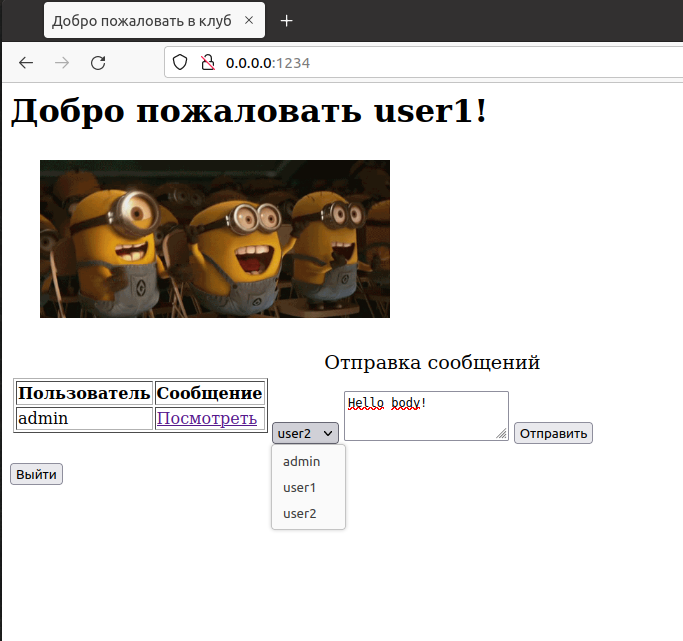 Добро пожаловать в клуб
0.0.0.0:1234
Добро пожаловать user1!
Отправка сообщений
Пользователь Сообщение
admin Посмотреть
user2
Hello body!
Отправить
admin
user1
user2
Выйти